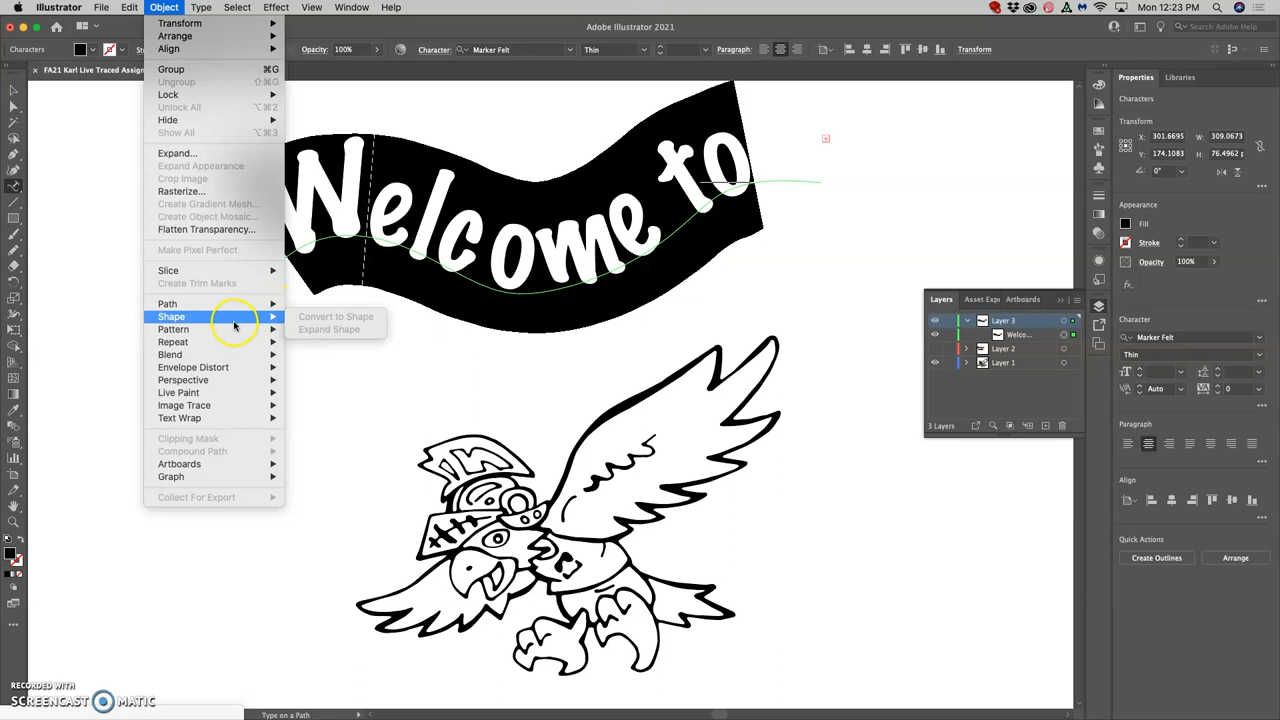 Illustrator File Edit Object Type Select Effect View Window Help Mon 12:23 PM
Adobe Illustrator 2021 Search Adobe Help
Characters Opacity: 100% Character: Marker Felt Thin Paragraph: Transform
FA21 Karl Live Traced Assign
Transform
Arrange
Align
Group ⌘G
Ungroup ⇧⌘G
Lock
Unlock All ⌥⌘2
Hide
Show All ⌥⌘3
Expand...
Expand Appearance
Crop Image
Rasterize...
Create Gradient Mesh...
Create Object Mosaic...
Flatten Transparency...
Make Pixel Perfect
Slice
Create Trim Marks
Path
Shape
Pattern
Repeat
Blend
Envelope Distort
Perspective
Live Paint
Image Trace
Text Wrap
Clipping Mask
Compound Path
Artboards
Graph
Collect For Export
Convert to Shape
Expand Shape
Welcome to
Layers Asset Exp Artboards
Layer 3
Welco...
Layer 2
Layer 1
3 Layers
Properties Libraries
Characters
Transform
X: 301.6695 W: 309.0673
Y: 174.1083 H: 76.4962 p
0°
Appearance
Fill
Stroke
Opacity 100%
fx.
Character
Marker Felt
Thin
Auto 0
Paragraph
Align
Quick Actions
Create Outlines Arrange
RECORDED WITH
SCREENCAST MATIC
Type on a Path